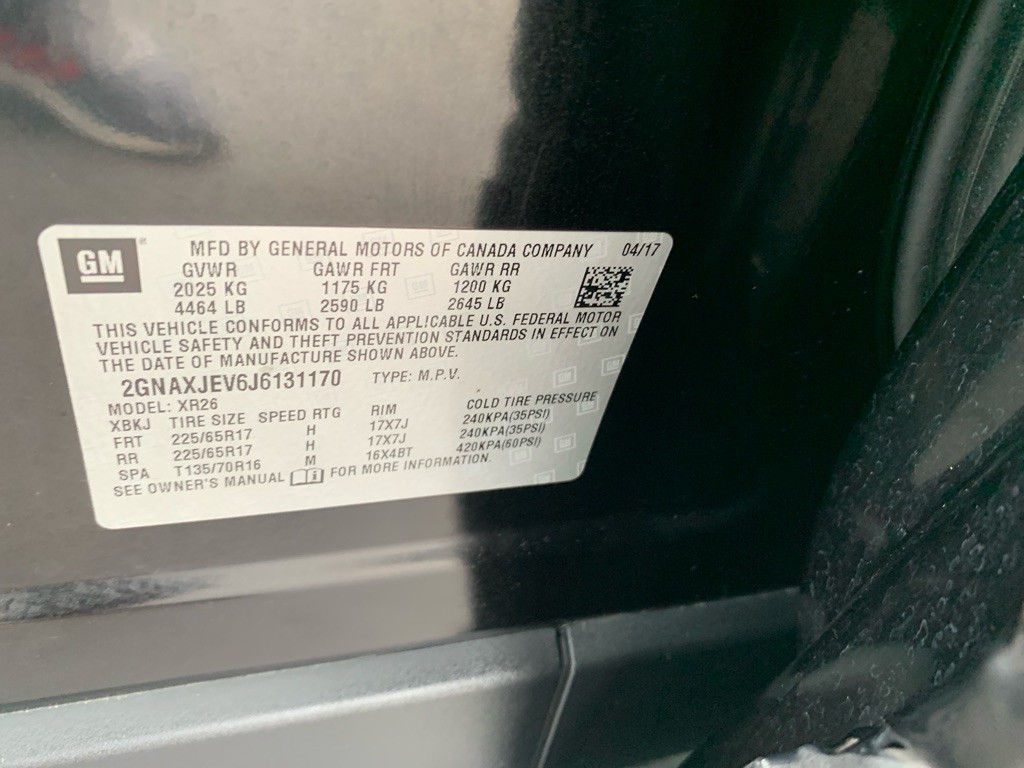 GM® MFD BY GENERAL MOTORS OF CANADA COMPANY 04/17
GVWR GAWR FRT GAWR RR
2025 KG 1175 KG 1200 KG
4464 LB 2590 LB 2645 LB
THIS VEHICLE CONFORMS TO ALL APPLICABLE U.S. FEDERAL MOTOR
VEHICLE SAFETY AND THEFT PREVENTION STANDARDS IN EFFECT ON
THE DATE OF MANUFACTURE SHOWN ABOVE.
2GNAXJEV6J6131170 TYPE: M.P.V.
MODEL: XR26
XBKJ TIRE SIZE SPEED RTG RIM COLD TIRE PRESSURE
FRT 225/65R17 H 17X7J 240KPA(35PSI)
RR 225/65R17 H 17X7J 240KPA(35PSI)
SPA T135/70R16 M 16X4BT 420KPA(60PSI)
SEE OWNER'S MANUAL FOR MORE INFORMATION.